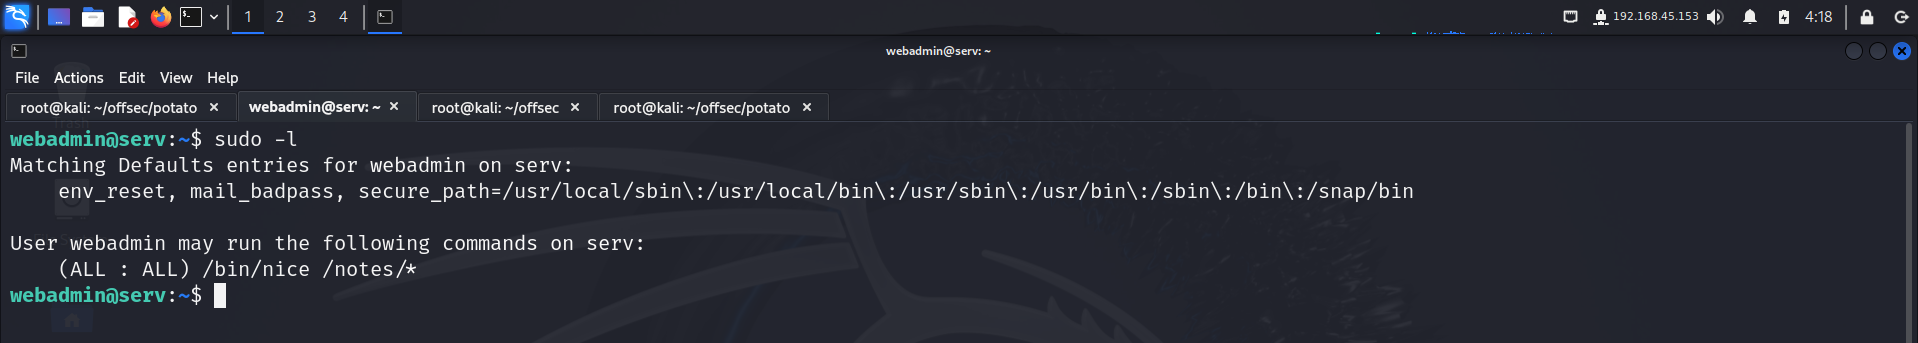 1 2 3 4 192.168.45.153 4:18
webadmin@serv: ~
File Actions Edit View Help
root@kali: ~/offsec/potato × webadmin@serv: ~ × root@kali: ~/offsec × root@kali: ~/offsec/potato ×
webadmin@serv:~$ sudo -l
Matching Defaults entries for webadmin on serv:
env_reset, mail_badpass, secure_path=/usr/local/sbin\:/usr/local/bin\:/usr/sbin\:/usr/bin\:/sbin\:/bin\:/snap/bin
User webadmin may run the following commands on serv:
(ALL : ALL) /bin/nice /notes/*
webadmin@serv:~$